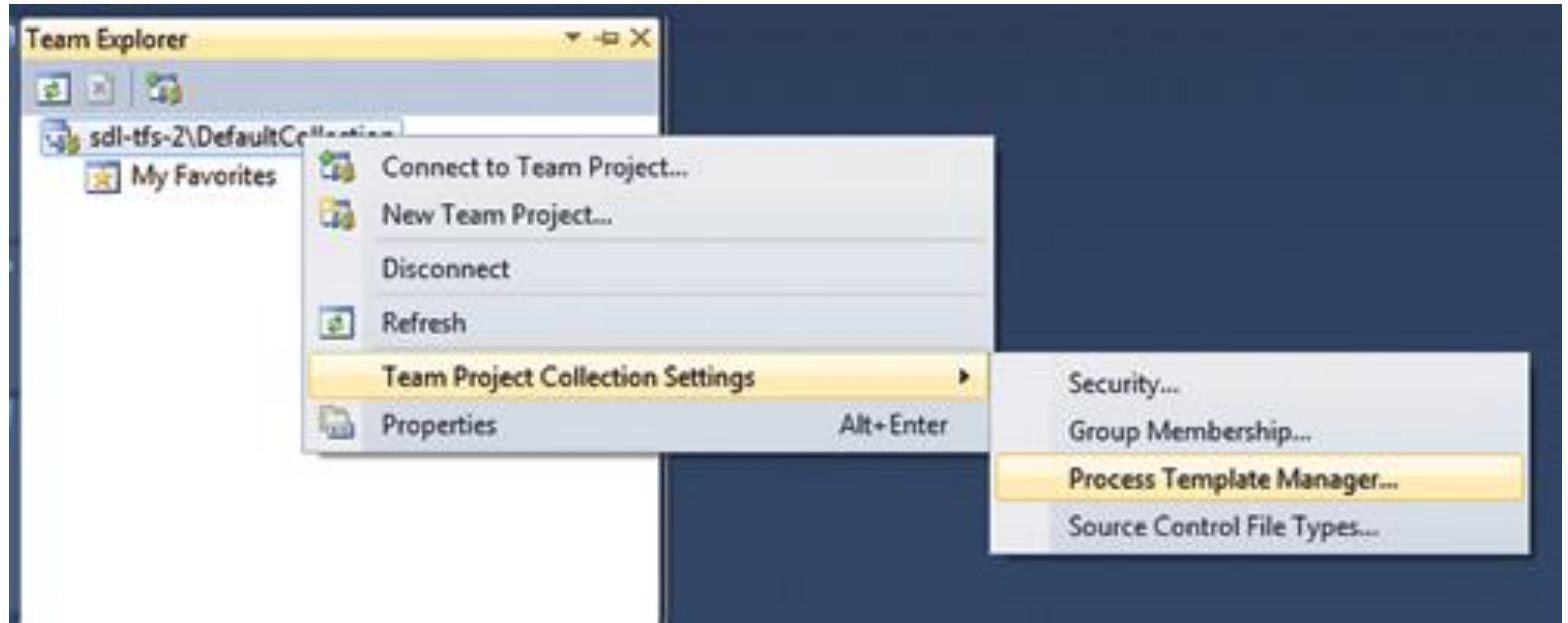 Team Explorer
sdl-tfs-2\DefaultCollection
My Favorites
Connect to Team Project...
New Team Project...
Disconnect
Refresh
Team Project Collection Settings
Properties Alt+Enter
Security...
Group Membership...
Process Template Manager...
Source Control File Types...